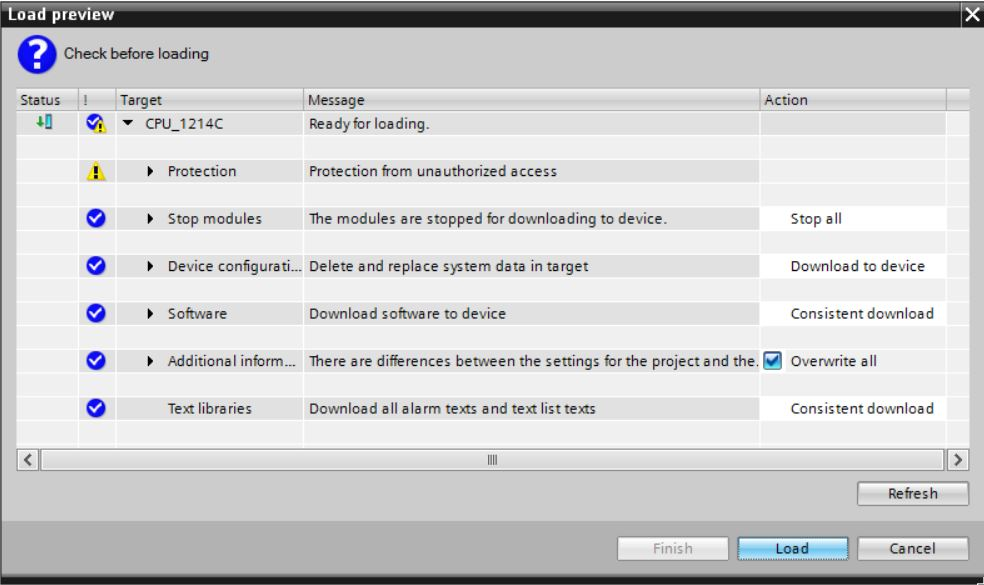 Load preview
Check before loading
Status ! Target Message Action
CPU_1214C Ready for loading.
Protection Protection from unauthorized access
Stop modules The modules are stopped for downloading to device. Stop all
Device configurati... Delete and replace system data in target Download to device
Software Download software to device Consistent download
Additional inform... There are differences between the settings for the project and the. Overwrite all
Text libraries Download all alarm texts and text list texts Consistent download
Refresh
Finish Load Cancel